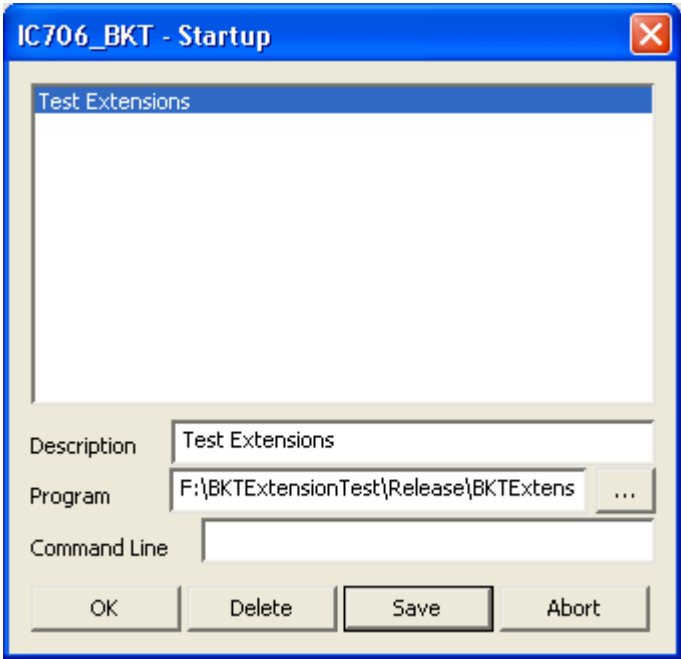 IC706_BKT - Startup
Test Extensions
Description Test Extensions
Program F:\BKTExtensionTest\Release\BKTExtens ...
Command Line
OK Delete Save Abort